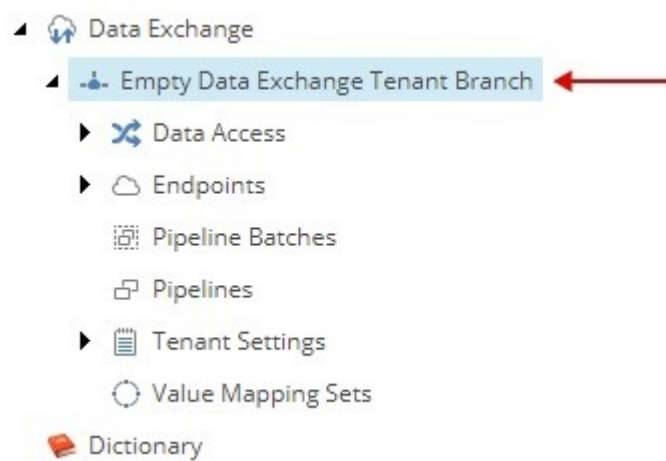 Data Exchange
Empty Data Exchange Tenant Branch
Data Access
Endpoints
Pipeline Batches
Pipelines
Tenant Settings
Value Mapping Sets
Dictionary